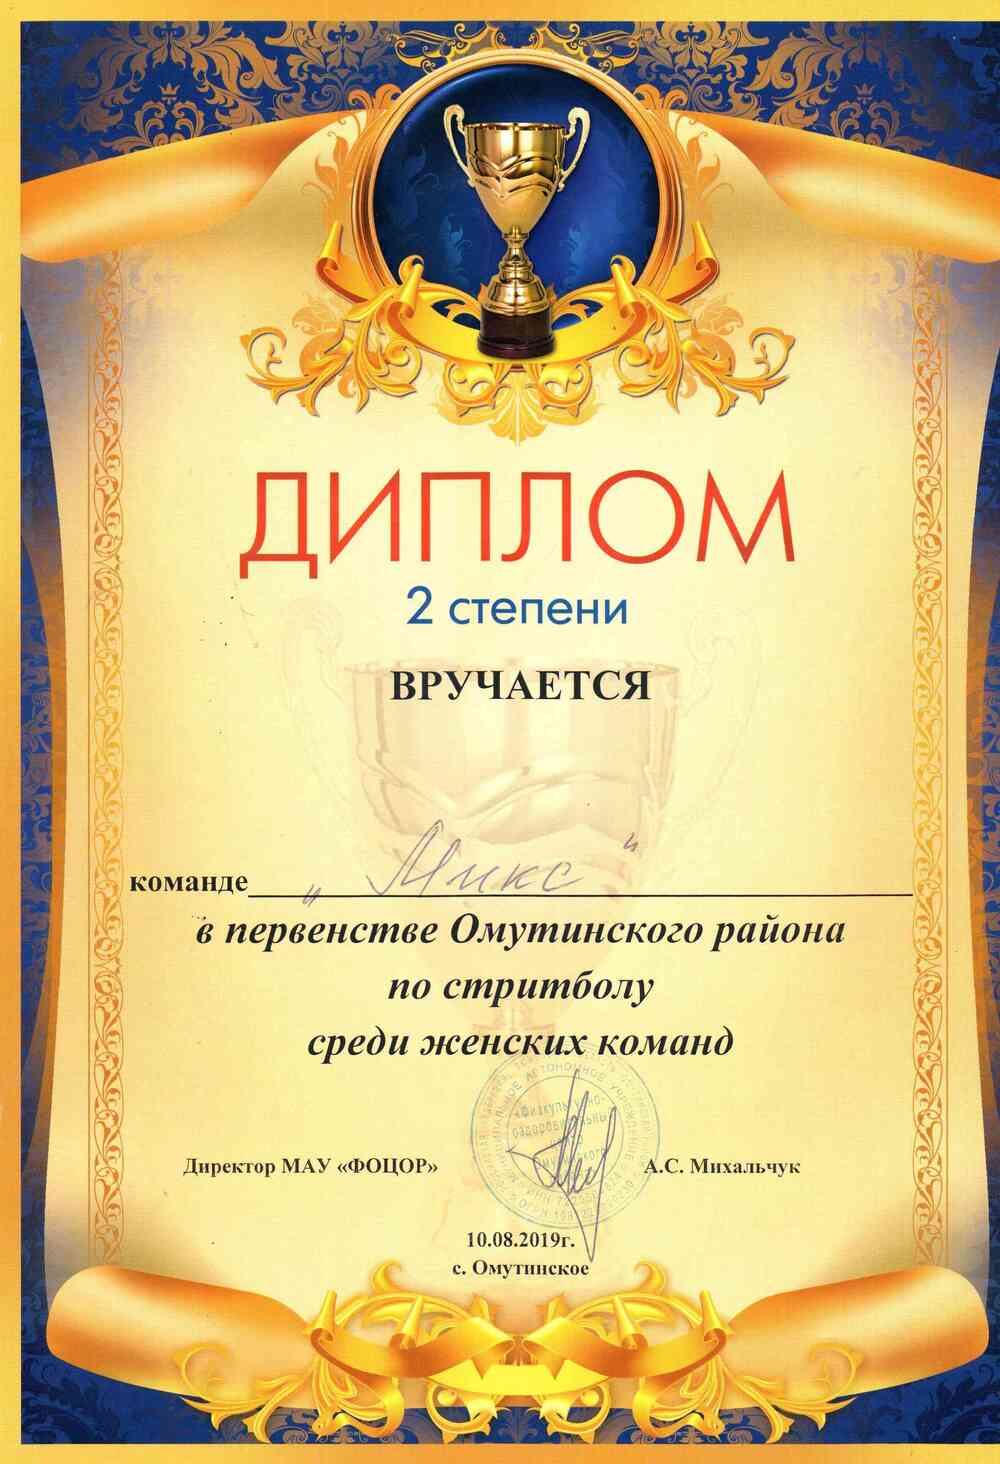 ДИПЛОМ
2 степени
ВРУЧАЕТСЯ
команде „Микс"
в первенстве Омутинского района
по стритболу
среди женских команд
Директор МАУ «ФОЦОР»
А.С. Михальчук
10.08.2019г.
с. Омутинское